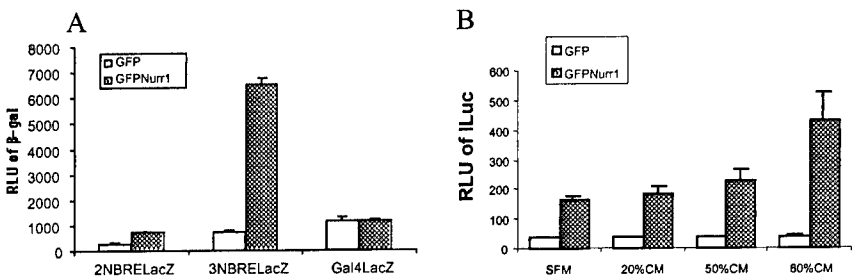 A
RLU of β-gal
8000
7000
6000
5000
4000
3000
2000
1000
0
GFP
GFPNurr1
2NBRELacZ
3NBRELacZ
Gal4LacZ
B
RLU of lLuc
600
500
400
300
200
100
0
GFP
GFPNurr1
SFM
20%CM
50%CM
80%CM